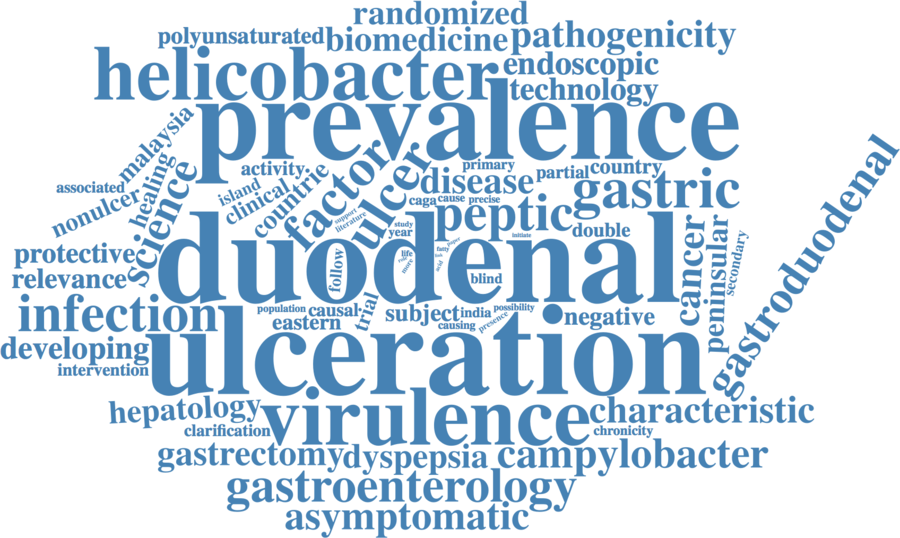 randomized
polyunsaturated
biomedicine
pathogenicity
helicobacter
endoscopic
technology
prevalence
malaysia
healing
associated
nonulcer
science
activity
island
clinical
countrie
factor
ulcer
primary
disease
partial
country
caga
cause
precise
gastric
peptic
double
support
literature
study
year
initiate
protective
relevance
duodenal
follow
life
more
fatty
acid
blind
cancer
peninsular
secondary
gastroduodenal
infection
population
causal
trial
eastern
subject
india
possibility
causing
presence
negative
developing
intervention
ulceration
hepatology
clarification
virulence
characteristic
chronicity
gastrectomy
dyspepsia
campylobacter
gastroenterology
asymptomatic